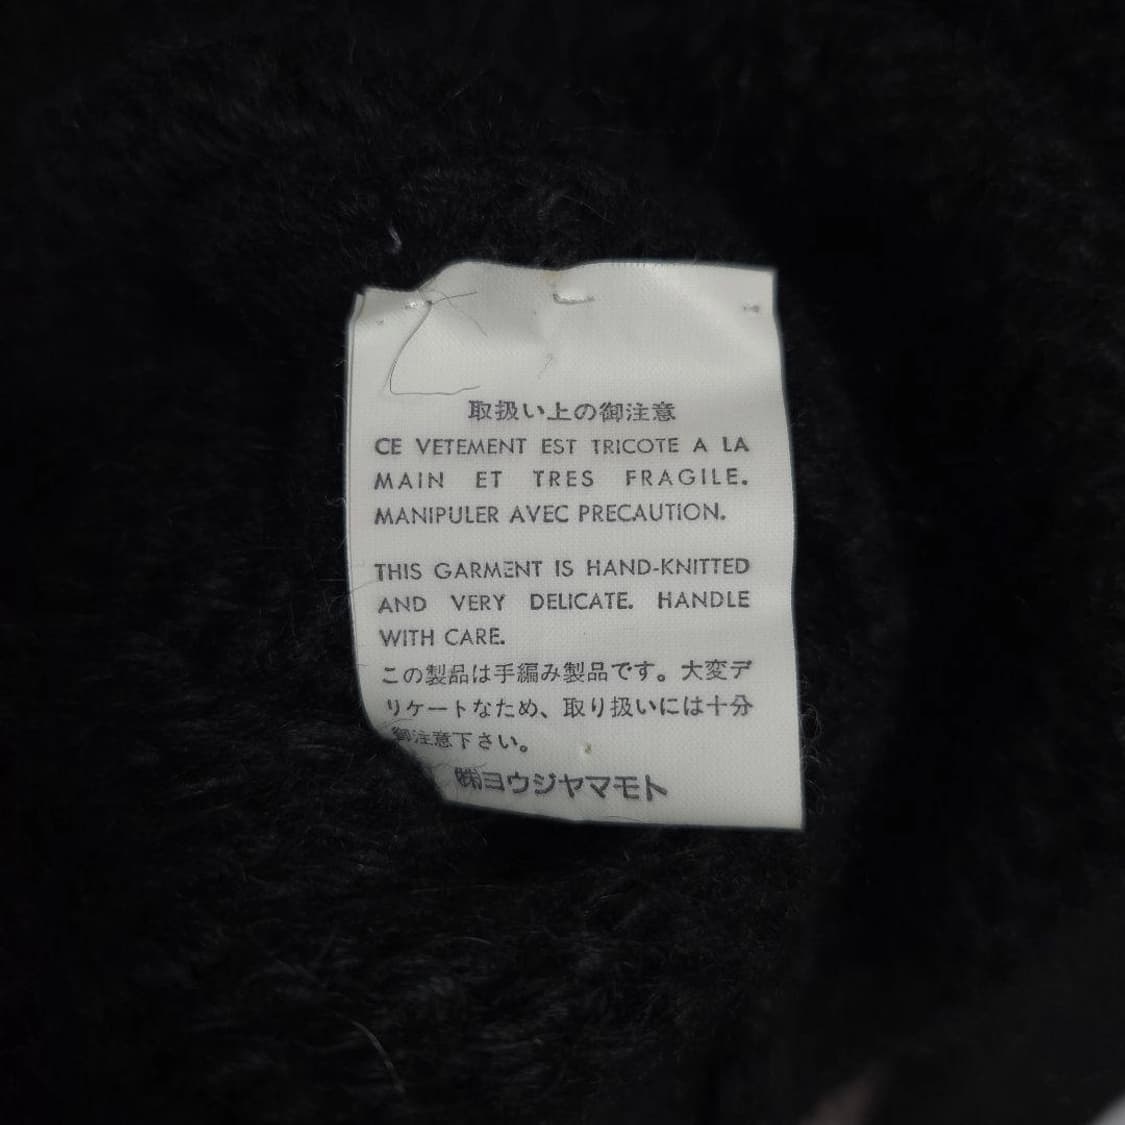 取扱い上の御注意
CE VETEMENT EST TRICOTE A LA
MAIN ET TRES FRAGILE.
MANIPULER AVEC PRECAUTION.
THIS GARMENT IS HAND-KNITTED
AND VERY DELICATE. HANDLE
WITH CARE.
この製品は手編み製品です。大変デ
リケートなため、取り扱いには十分
御注意下さい。
㈱ヨウジヤマモト